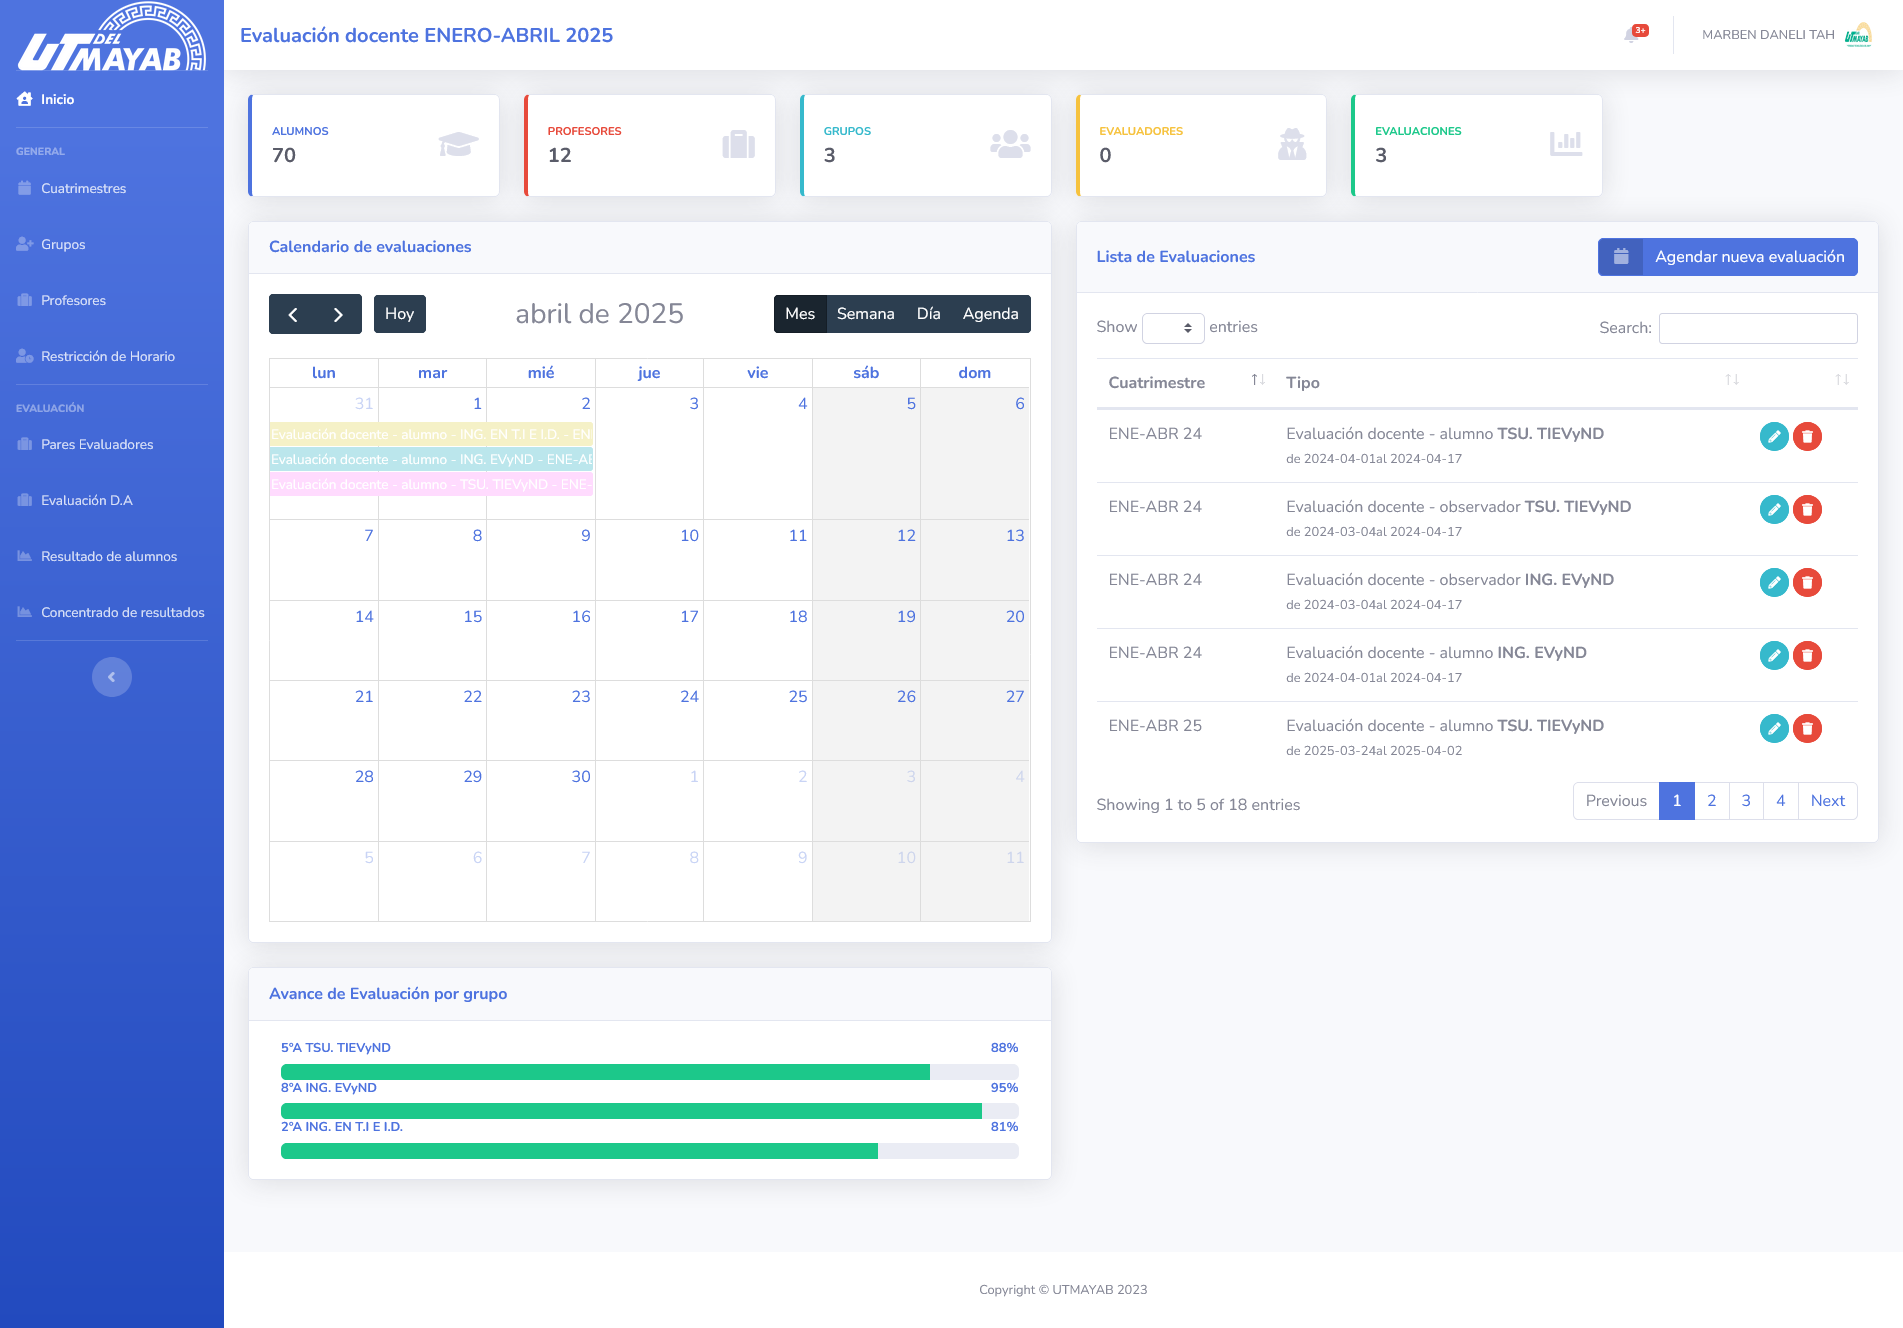 UT DEL MAYAB
Inicio
GENERAL
Cuatrimestres
Grupos
Profesores
Restricción de Horario
EVALUACIÓN
Pares Evaluadores
Evaluación D.A
Resultado de alumnos
Concentrado de resultados
Evaluación docente ENERO-ABRIL 2025
3+
MARBEN DANELI TAH
UTMAYAB
ALUMNOS
70
PROFESORES
12
GRUPOS
3
EVALUADORES
0
EVALUACIONES
3
Calendario de evaluaciones
Hoy
abril de 2025
Mes Semana Día Agenda
lun mar mié jue vie sáb dom
31 1 2 3 4 5 6
Evaluación docente - alumno - ING. EN T.I E I.D. - EN
Evaluación docente - alumno - ING. EVyND - ENE-AB
Evaluación docente - alumno - TSU. TIEVyND - ENE-
7 8 9 10 11 12 13
14 15 16 17 18 19 20
21 22 23 24 25 26 27
28 29 30 1 2 3 4
5 6 7 8 9 10 11
Lista de Evaluaciones
Agendar nueva evaluación
Show entries
Search:
Cuatrimestre Tipo
ENE-ABR 24 Evaluación docente - alumno TSU. TIEVyND
de 2024-04-01al 2024-04-17
ENE-ABR 24 Evaluación docente - observador TSU. TIEVyND
de 2024-03-04al 2024-04-17
ENE-ABR 24 Evaluación docente - observador ING. EVyND
de 2024-03-04al 2024-04-17
ENE-ABR 24 Evaluación docente - alumno ING. EVyND
de 2024-04-01al 2024-04-17
ENE-ABR 25 Evaluación docente - alumno TSU. TIEVyND
de 2025-03-24al 2025-04-02
Showing 1 to 5 of 18 entries
Previous 1 2 3 4 Next
Avance de Evaluación por grupo
5°A TSU. TIEVyND 88%
8°A ING. EVyND 95%
2°A ING. EN T.I E I.D. 81%
Copyright © UTMAYAB 2023